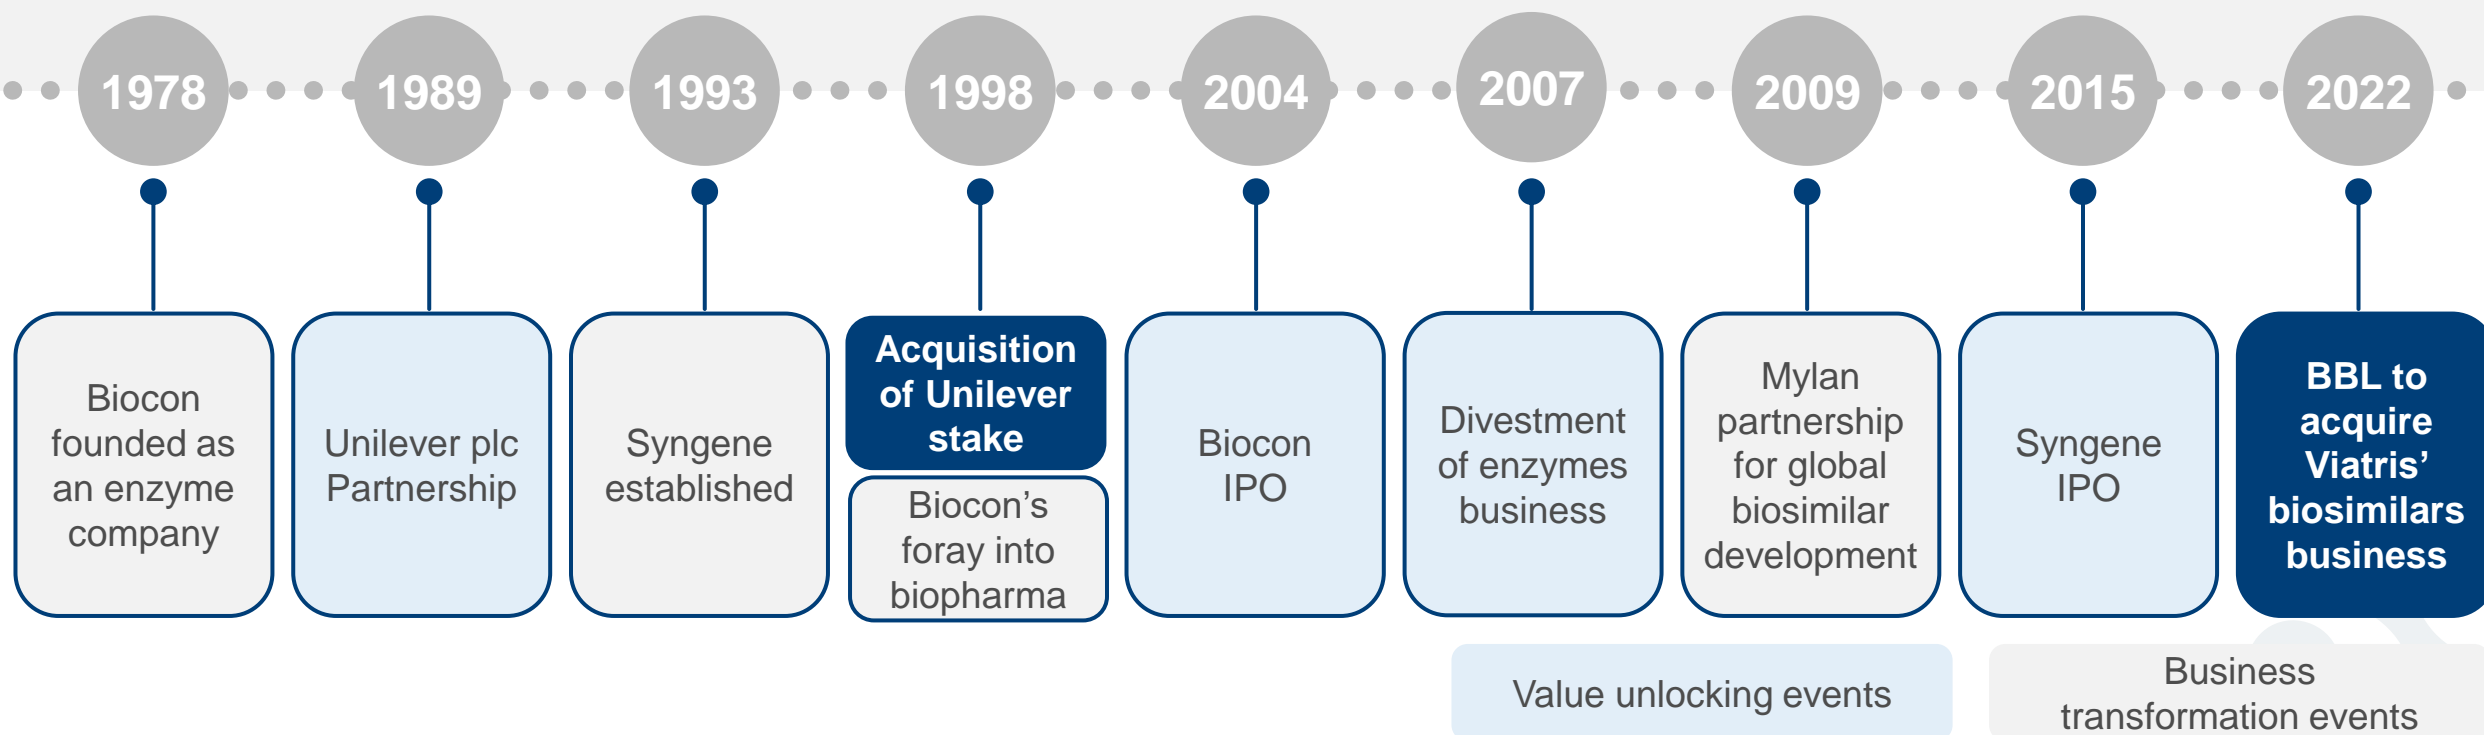 1978 1989 1993 1998 2004 2007 2009 2015 2022
Biocon
founded as
an enzyme
company
Unilever plc
Partnership
Syngene
established
Acquisition
of Unilever
stake
Biocon’s
foray into
biopharma
Biocon
IPO
Divestment
of enzymes
business
Mylan
partnership
for global
biosimilar
development
Syngene
IPO
BBL to
acquire
Viatris’
biosimilars
business
Value unlocking events
Business
transformation events